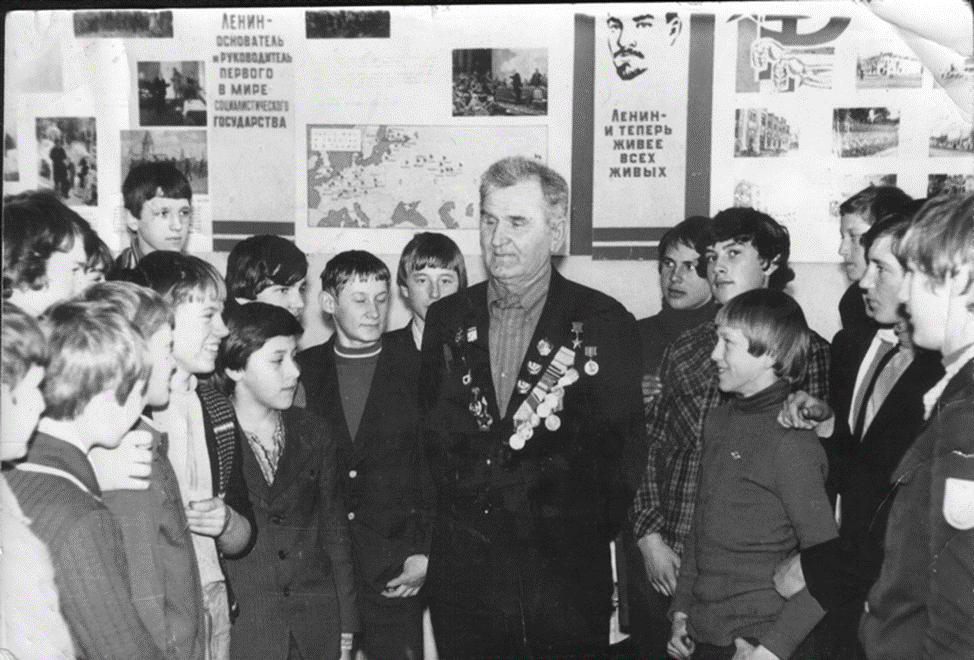 ЛЕНИН-
ОСНОВАТЕЛЬ
И РУКОВОДИТЕЛЬ
ПЕРВОГО
В МИРЕ
СОЦИАЛИСТИЧЕСКОГО
ГОСУДАРСТВА
ЛЕНИН-
И ТЕПЕРЬ
ЖИВЕЕ
ВСЕХ
ЖИВЫХ